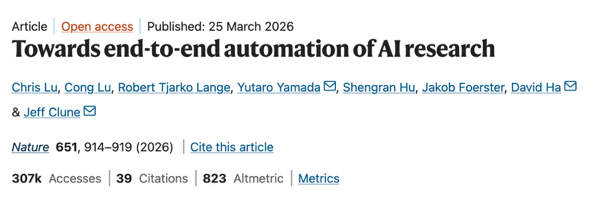 Article | Open access | Published: 25 March 2026
Towards end-to-end automation of AI research
Chris Lu, Cong Lu, Robert Tjarko Lange, Yutaro Yamada, Shengran Hu, Jakob Foerster, David Ha
& Jeff Clune
Nature 651, 914–919 (2026) | Cite this article
307k Accesses | 39 Citations | 823 Altmetric | Metrics